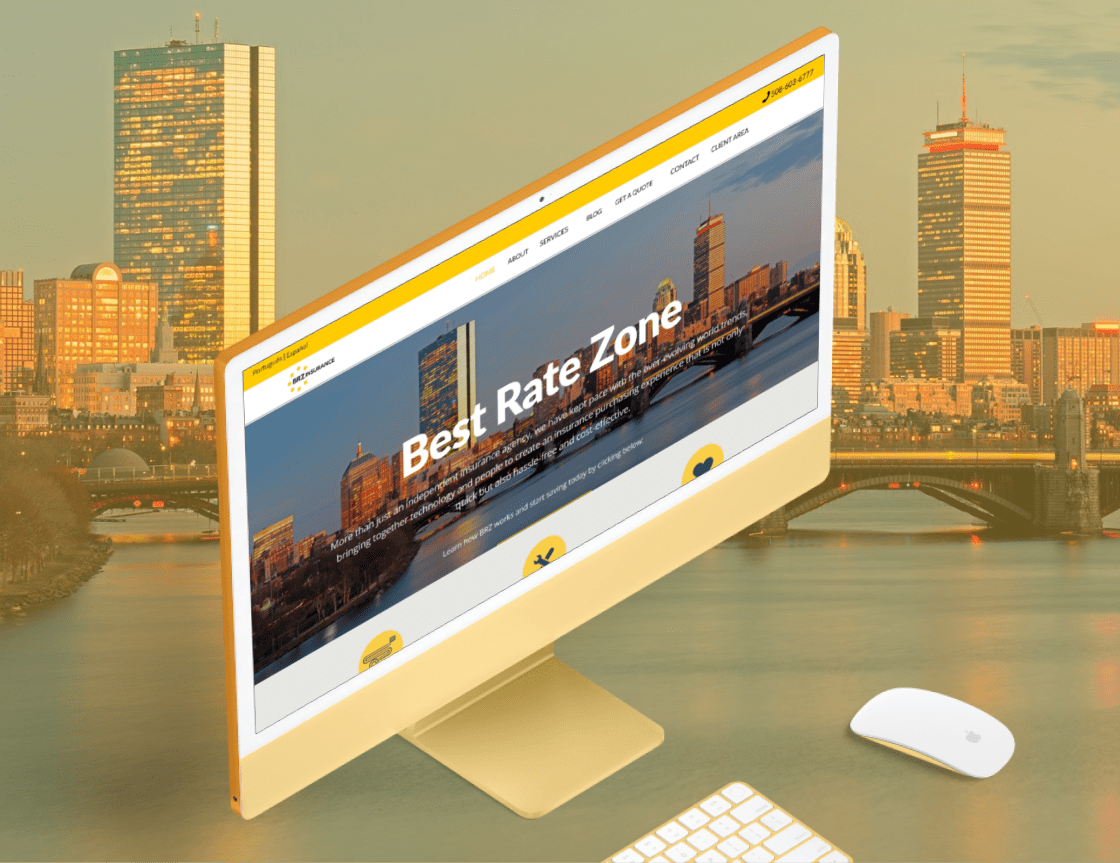 508-603-6777
Português | Español
BRZ INSURANCE
HOME ABOUT SERVICES BLOG GET A QUOTE CONTACT CLIENT AREA
Best Rate Zone
More than just an independent insurance agency, we have kept pace with the ever-evolving world trends,
bringing together technology and people to create an insurance purchasing experience that is not only
quick but also hassle-free and cost-effective.
Learn how BRZ works and start saving today by clicking below: